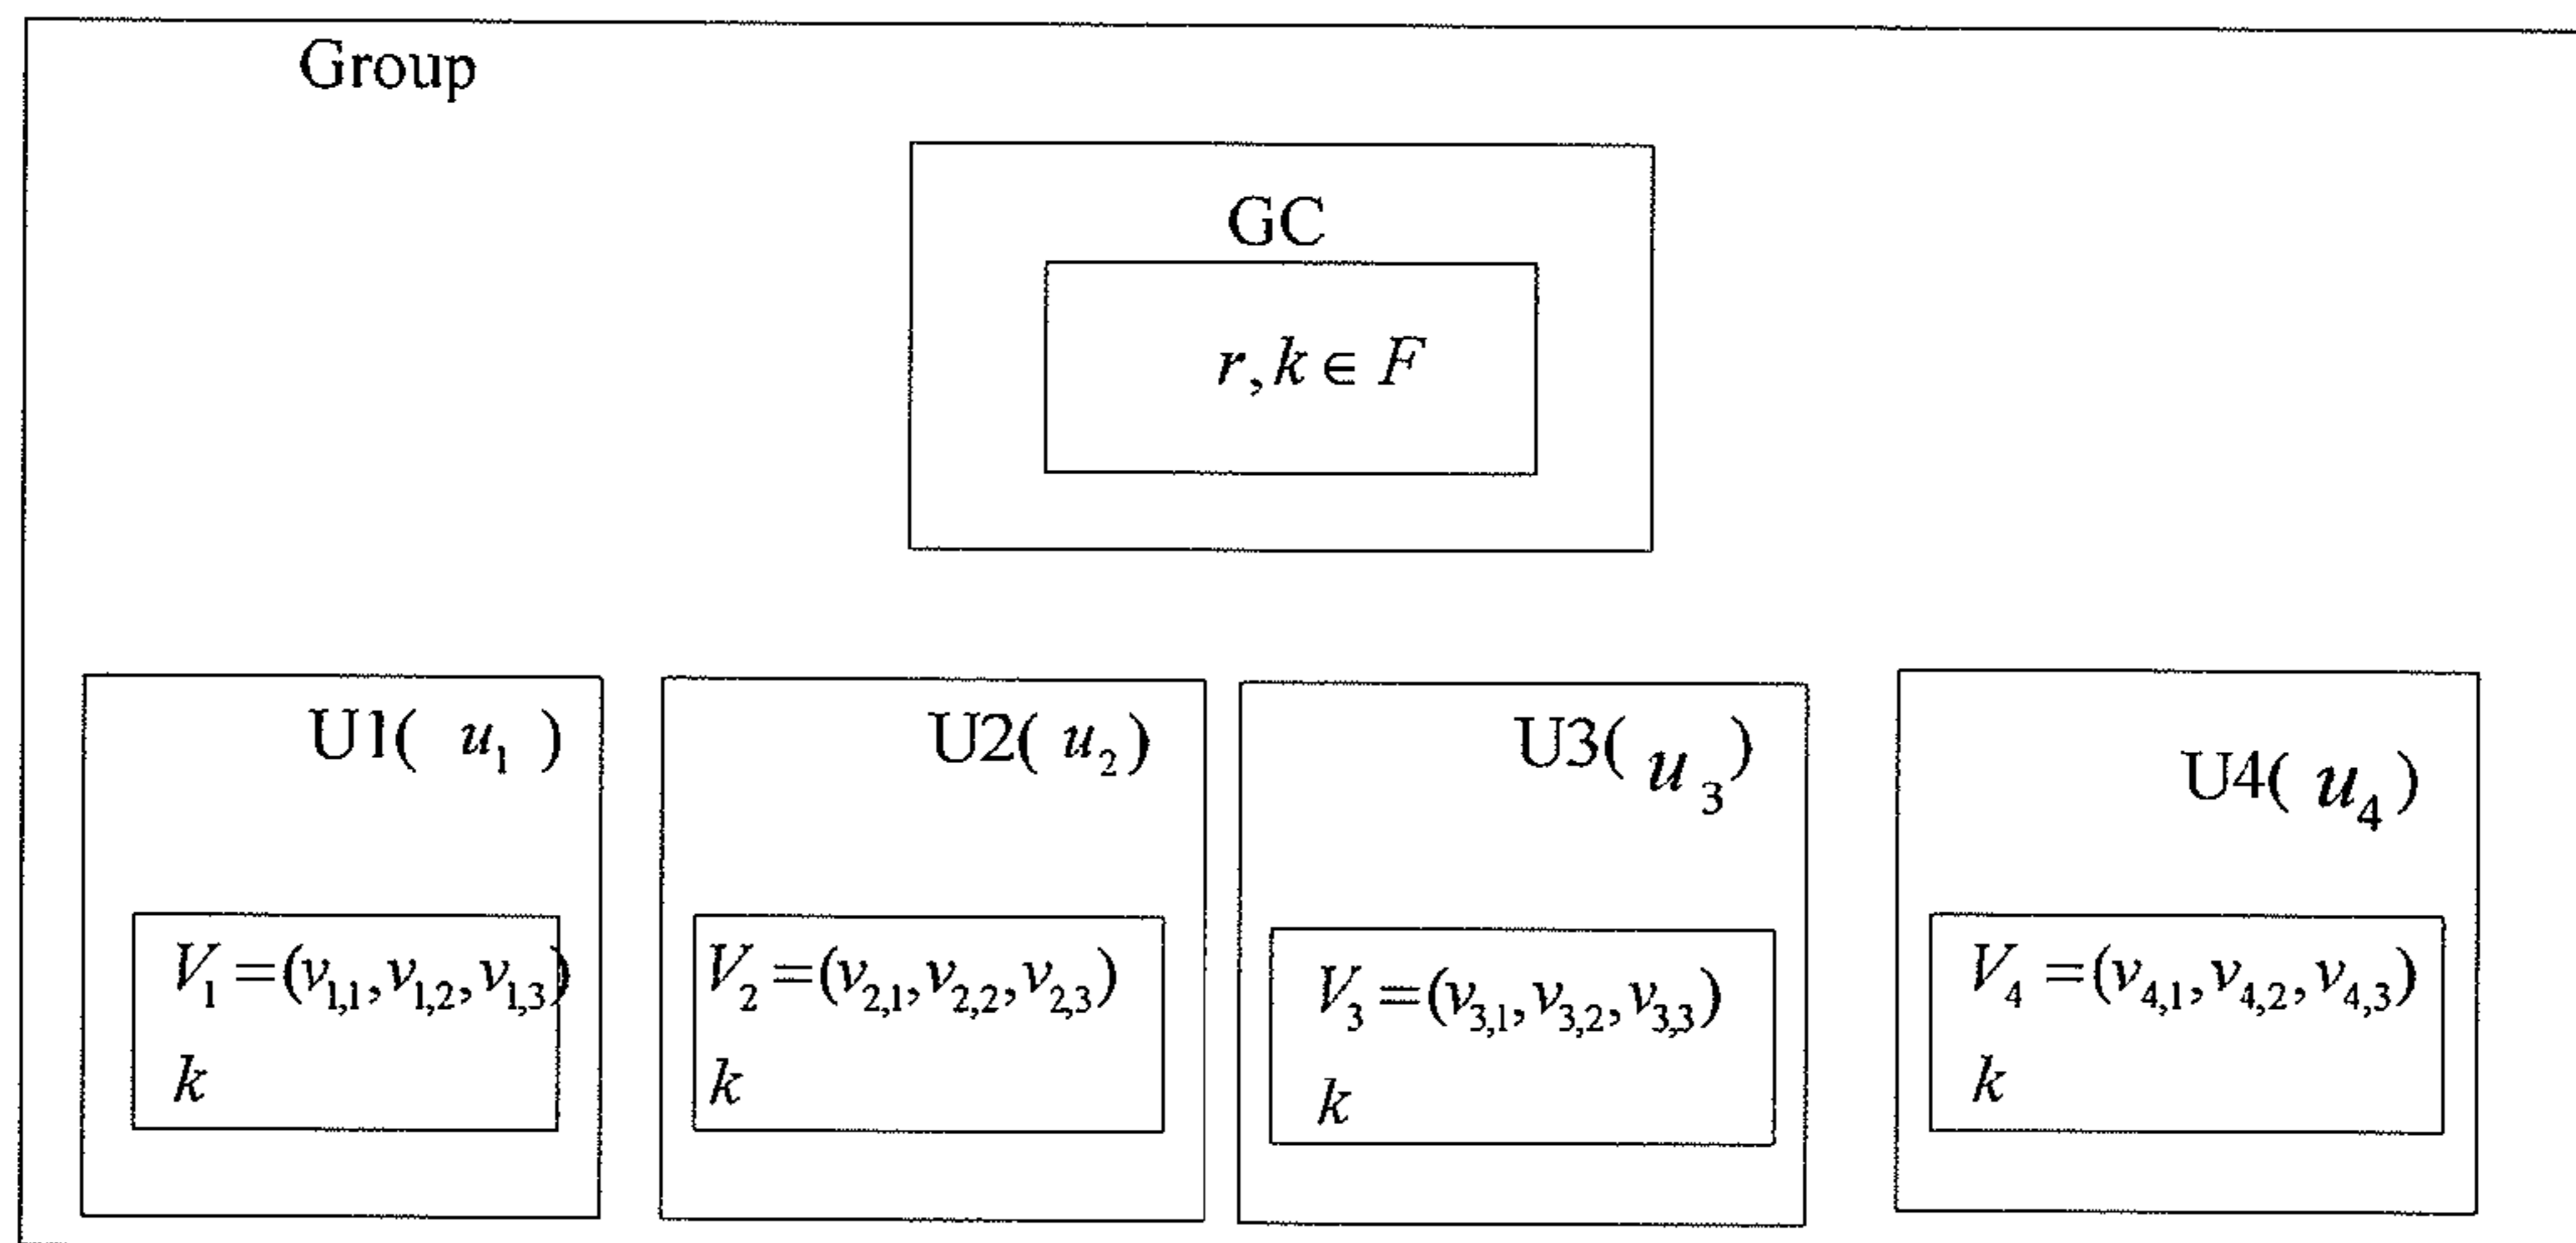 Group
GC
r, k ∈ F
U1( u₁ )
U2( u₂ )
U3( u₃ )
U4( u₄ )
V₁ =(v₁,₁, v₁,₂, v₁,₃)
k
V₂ =(v₂,₁, v₂,₂, v₂,₃)
k
V₃ =(v₃,₁, v₃,₂, v₃,₃)
k
V₄ =(v₄,₁, v₄,₂, v₄,₃)
k